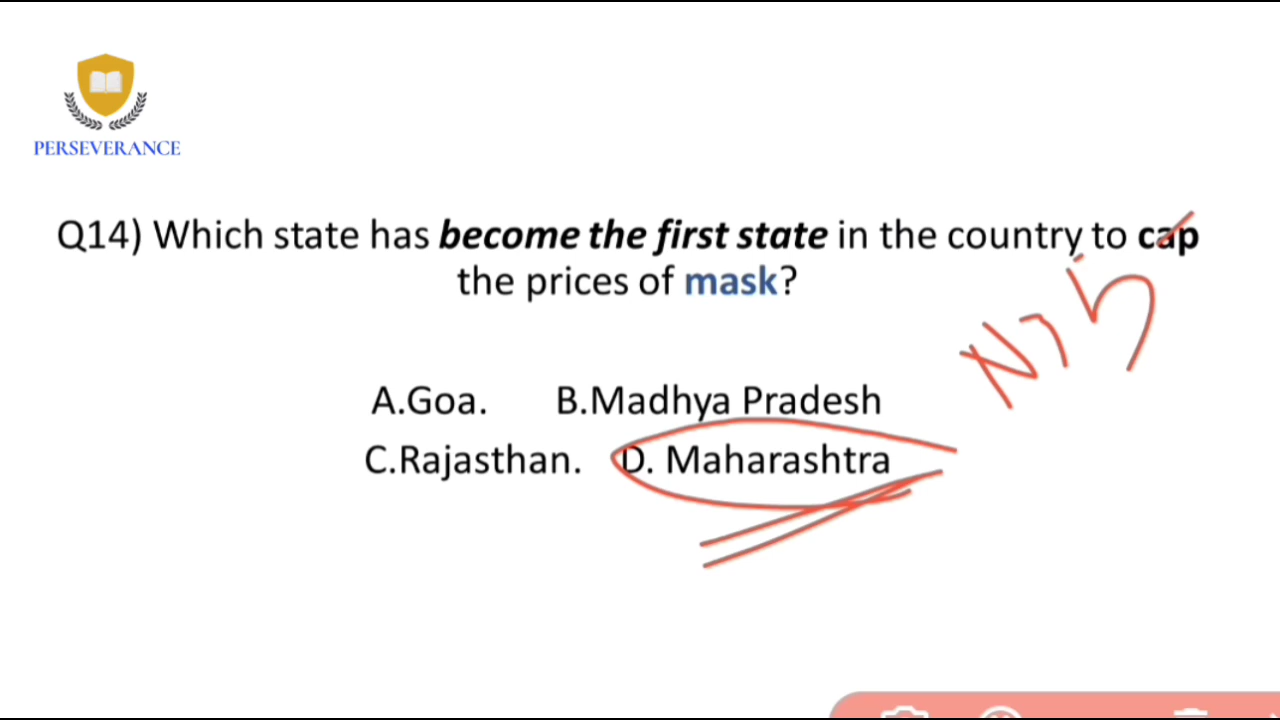 PERSEVERANCE
Q14) Which state has become the first state in the country to cap
the prices of mask?
A.Goa. B.Madhya Pradesh
C.Rajasthan. D. Maharashtra